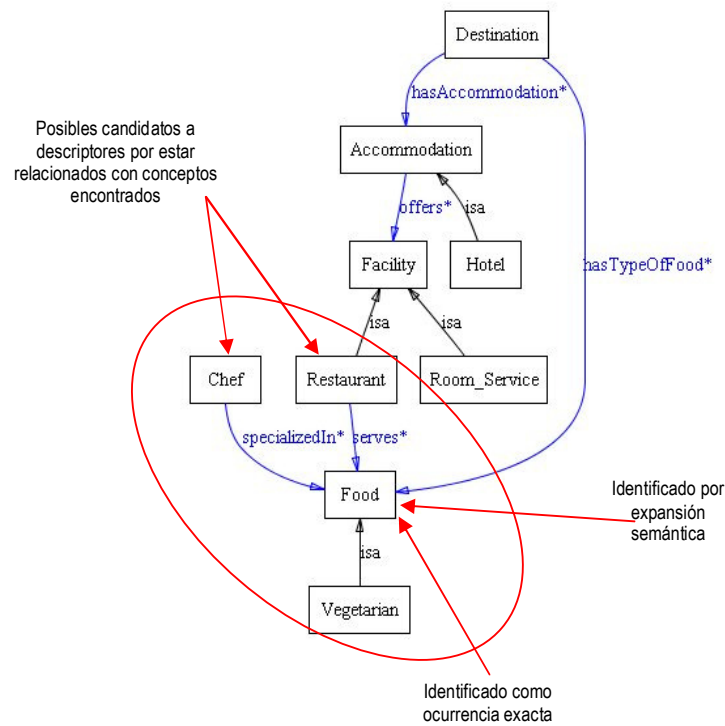 Destination
hasAccommodation*
Posibles candidatos a
descriptores por estar
relacionados con conceptos
encontrados
Accommodation
offers*
isa
Facility
Hotel
hasTypeOfFood*
isa
isa
Chef
Restaurant
Room_Service
specializedIn*
serves*
Food
Identificado por
expansión
semántica
isa
Vegetarian
Identificado como
ocurrencia exacta